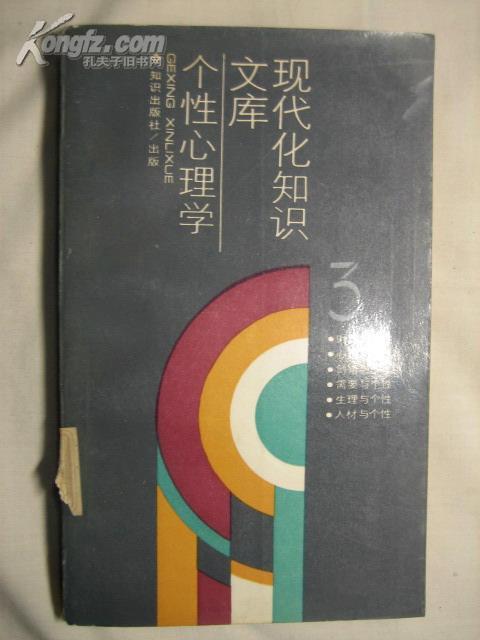 Kongfz.com
孔夫子旧书网
现代化知识
文库
个性心理学
GEXING XINLIXUE
知识出版社/出版
3
●需要与个性
●生理与个性
●人材与个性